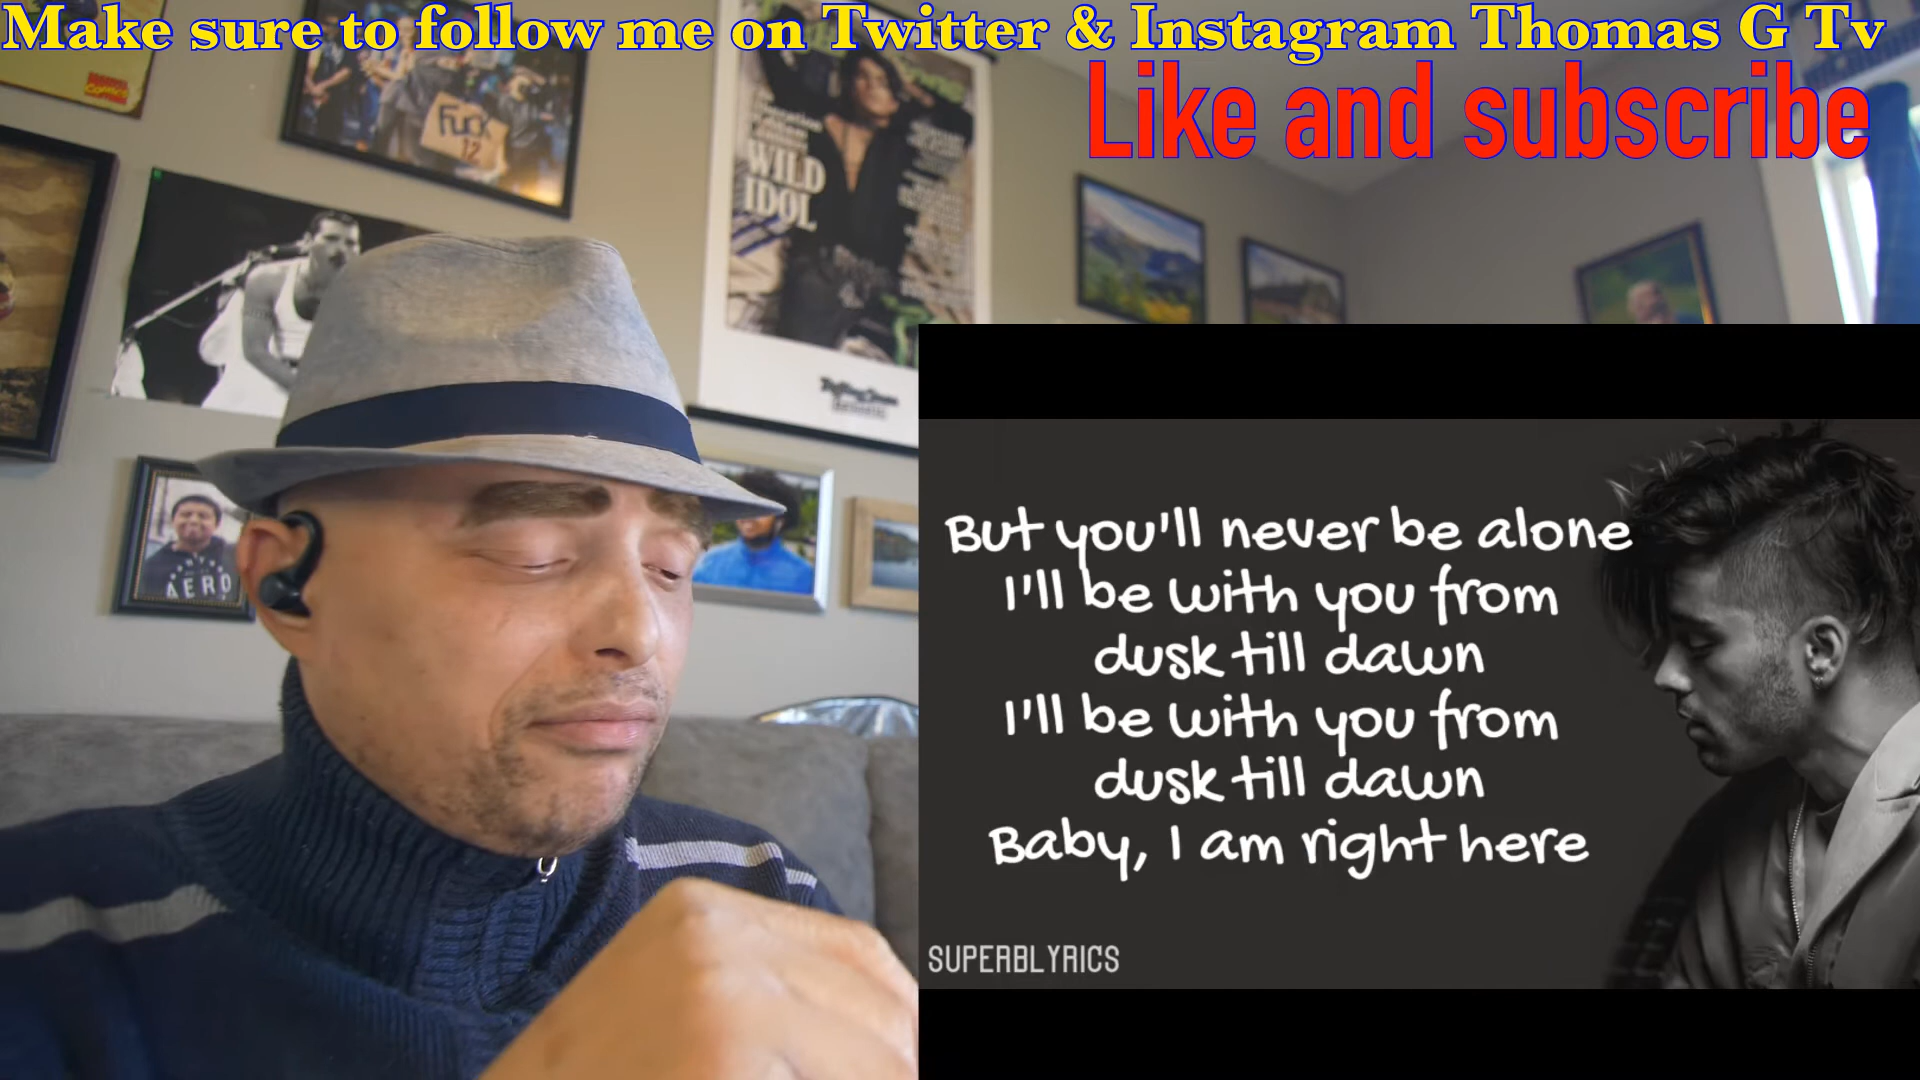 Make sure to follow me on Twitter & Instagram Thomas G Tv
Like and subscribe
Fuck
12
WILD
IDOL
AERO
But you'll never be alone
I'll be with you from
dusk till dawn
I'll be with you from
dusk till dawn
Baby, I am right here
SUPERBLYRICS